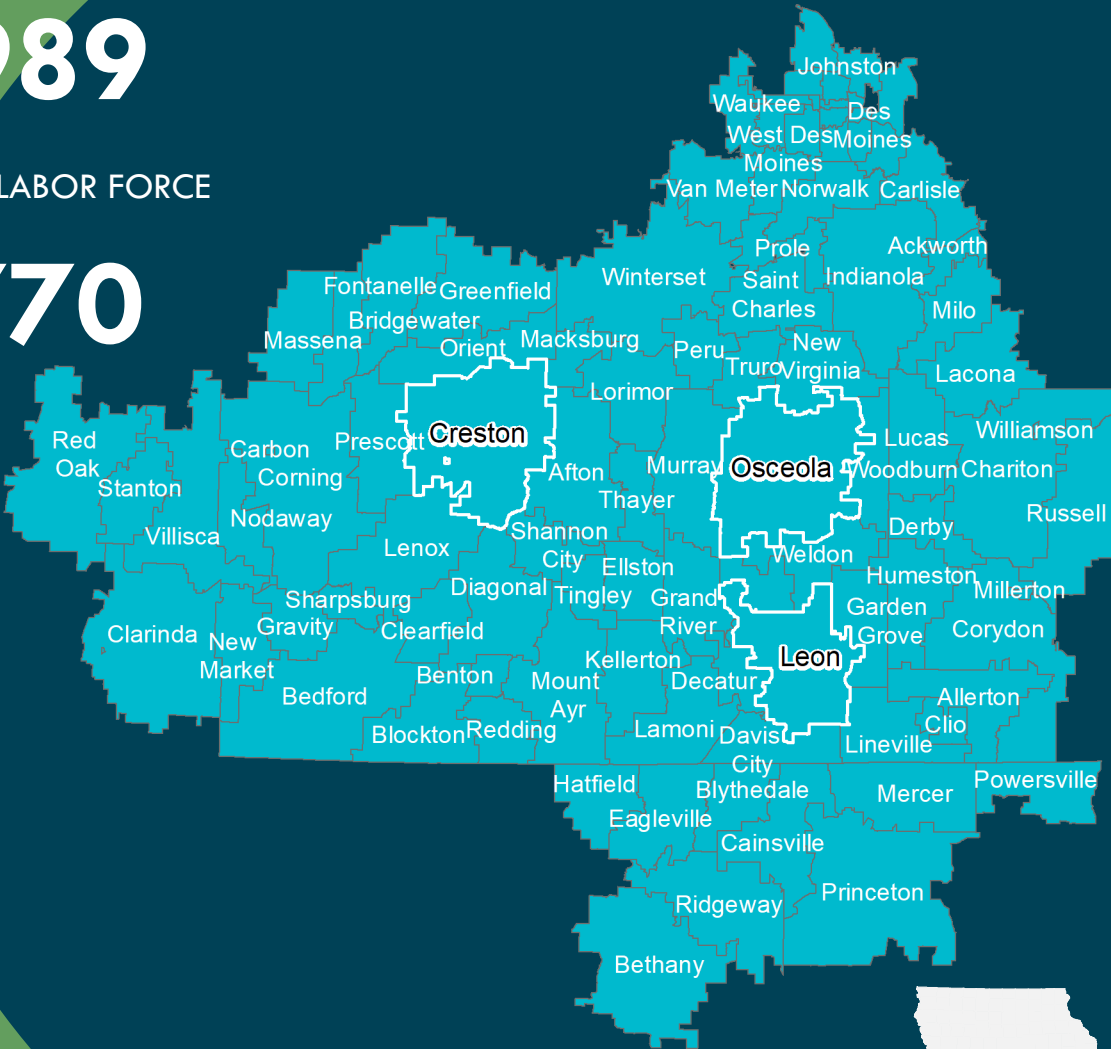 989
LABOR FORCE
770
Johnston
Waukee
Des
Moines
West Des
Moines
Van Meter
Norwalk
Carlisle
Prole
Ackworth
Winterset
Saint
Charles
Indianola
Fontanelle
Greenfield
Milo
Bridgewater
Massena
Orient
Macksburg
Peru
New
Virginia
Truro
Lacona
Lorimor
Red
Oak
Carbon
Prescott
Creston
Lucas
Williamson
Stanton
Corning
Afton
Murray
Osceola
Woodburn
Chariton
Thayer
Nodaway
Russell
Villisca
Shannon
City
Derby
Lenox
Weldon
Ellston
Humeston
Millerton
Diagonal
Tingley
Grand
River
Sharpsburg
Garden
Grove
Gravity
Clearfield
Corydon
Clarinda
New
Market
Kellerton
Leon
Benton
Mount
Ayr
Decatur
Bedford
Allerton
Clio
Blockton
Redding
Lamoni
Davis
City
Lineville
Hatfield
Blythedale
Mercer
Powersville
Eagleville
Cainsville
Ridgeway
Princeton
Bethany